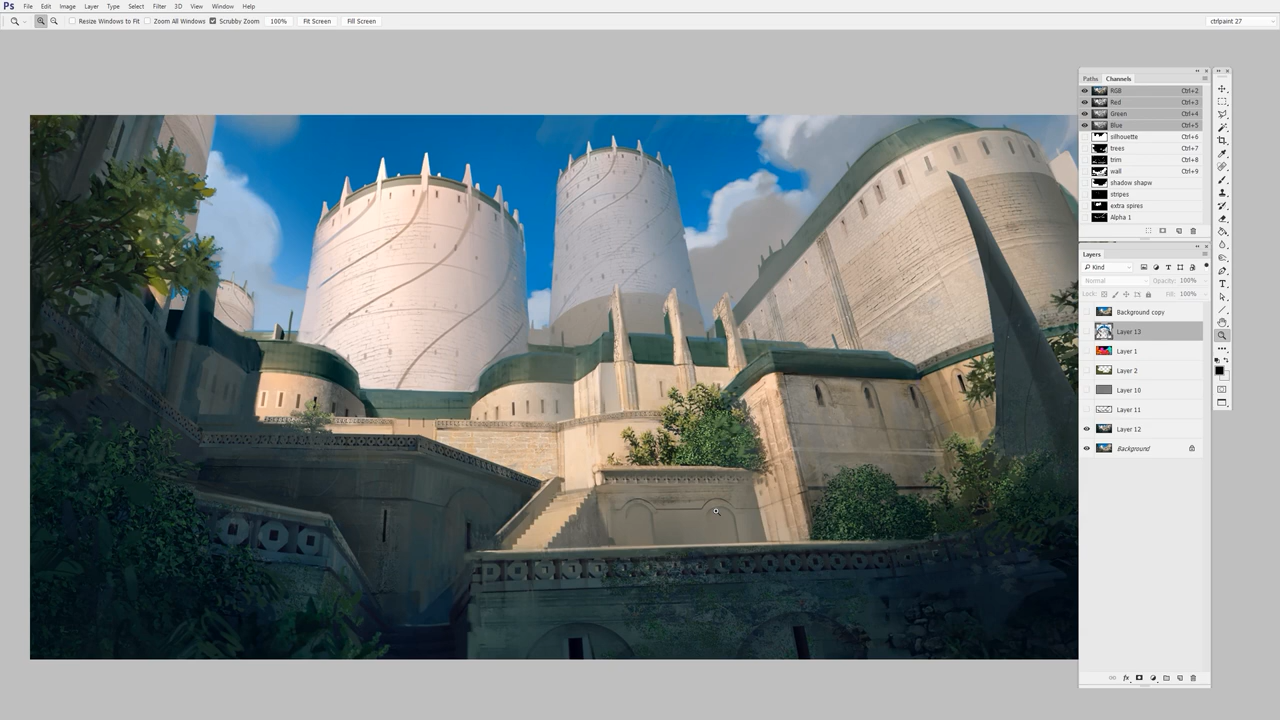 Ps File Edit Image Layer Type Select Filter 3D View Window Help
Resize Windows to Fit Zoom All Windows Scrubby Zoom 100% Fit Screen Fill Screen ctrlpaint 27
Paths Channels
RGB Ctrl+2
Red Ctrl+3
Green Ctrl+4
Blue Ctrl+5
silhouette Ctrl+6
trees Ctrl+7
trim Ctrl+8
wall Ctrl+9
shadow shapw
stripes
extra spires
Alpha 1
Layers
Kind
Normal Opacity: 100%
Lock: Fill: 100%
Background copy
Layer 13
Layer 1
Layer 2
Layer 10
Layer 11
Layer 12
Background